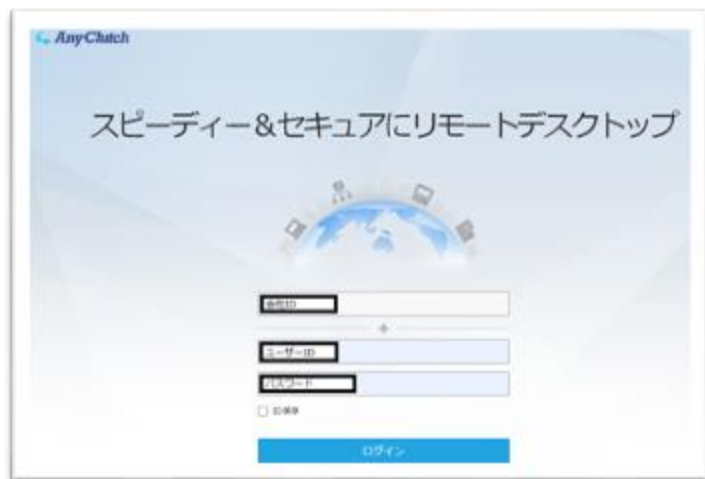 AnyClutch
スピーディー&セキュアにリモートデスクトップ
会社ID
ユーザーID
パスワード
ID保存
ログイン